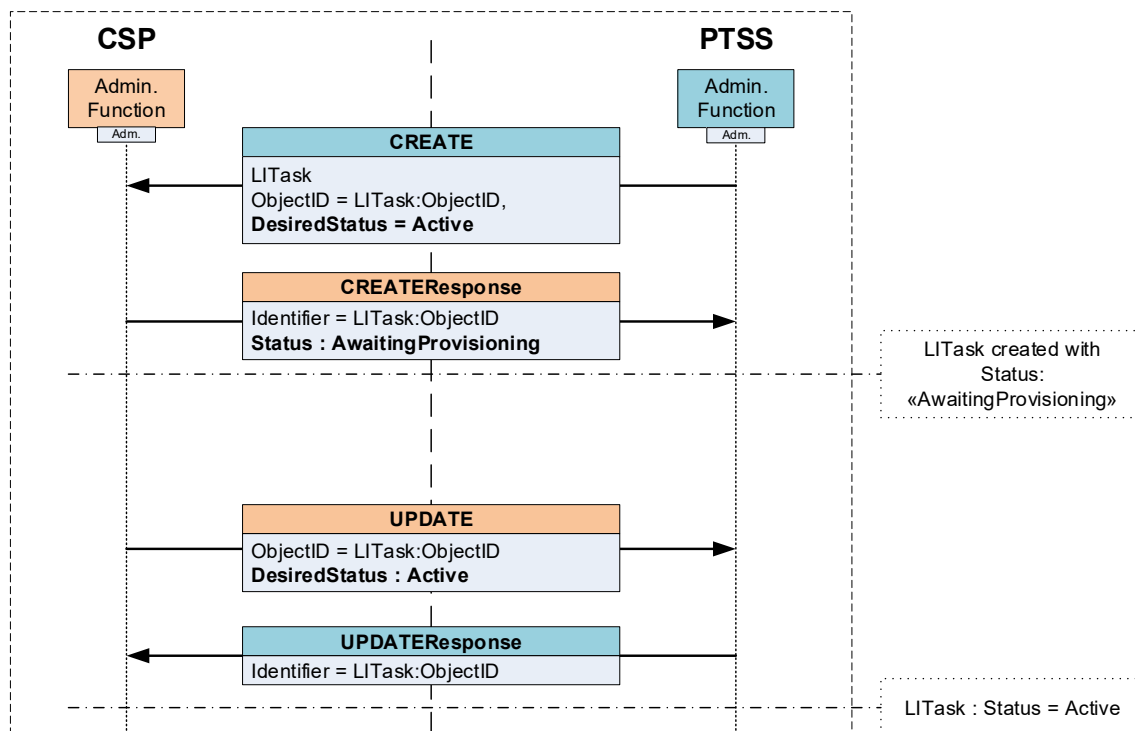 CSP
PTSS
Admin.
Function
Adm.
Admin.
Function
Adm.
CREATE
LITask
ObjectID = LITask:ObjectID,
DesiredStatus = Active
CREATEResponse
Identifier = LITask:ObjectID
Status : AwaitingProvisioning
LITask created with
Status:
«AwaitingProvisioning»
UPDATE
ObjectID = LITask:ObjectID
DesiredStatus : Active
UPDATEResponse
Identifier = LITask:ObjectID
LITask : Status = Active